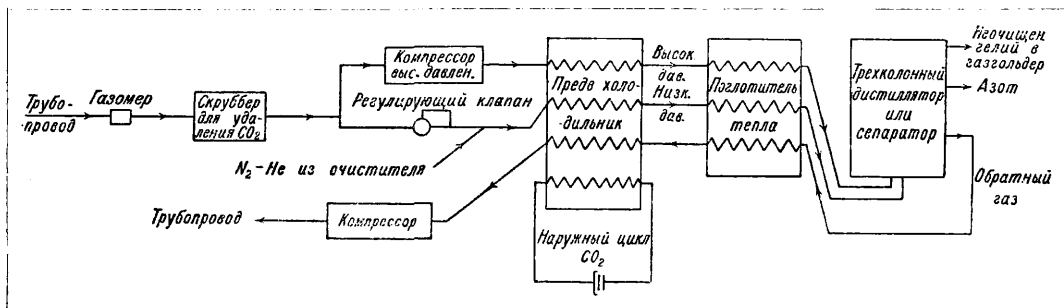 Трубо-
-провод
Газомер
Скруббер
для уда-
ления CO₂
Компрессор
выс. давлен.
Регулирующий клапан
N₂-He из очистителя
Трубопровод
Компрессор
Предв холо-
-дильник
Наружный цикл
CO₂
Высок.
дав.
Низк.
дав.
Поглотитель
тепла
Трехколонный
дистиллятор
или
сепаратор
Неочищен
гелий в
газгольдер
Азот
Обратный
газ